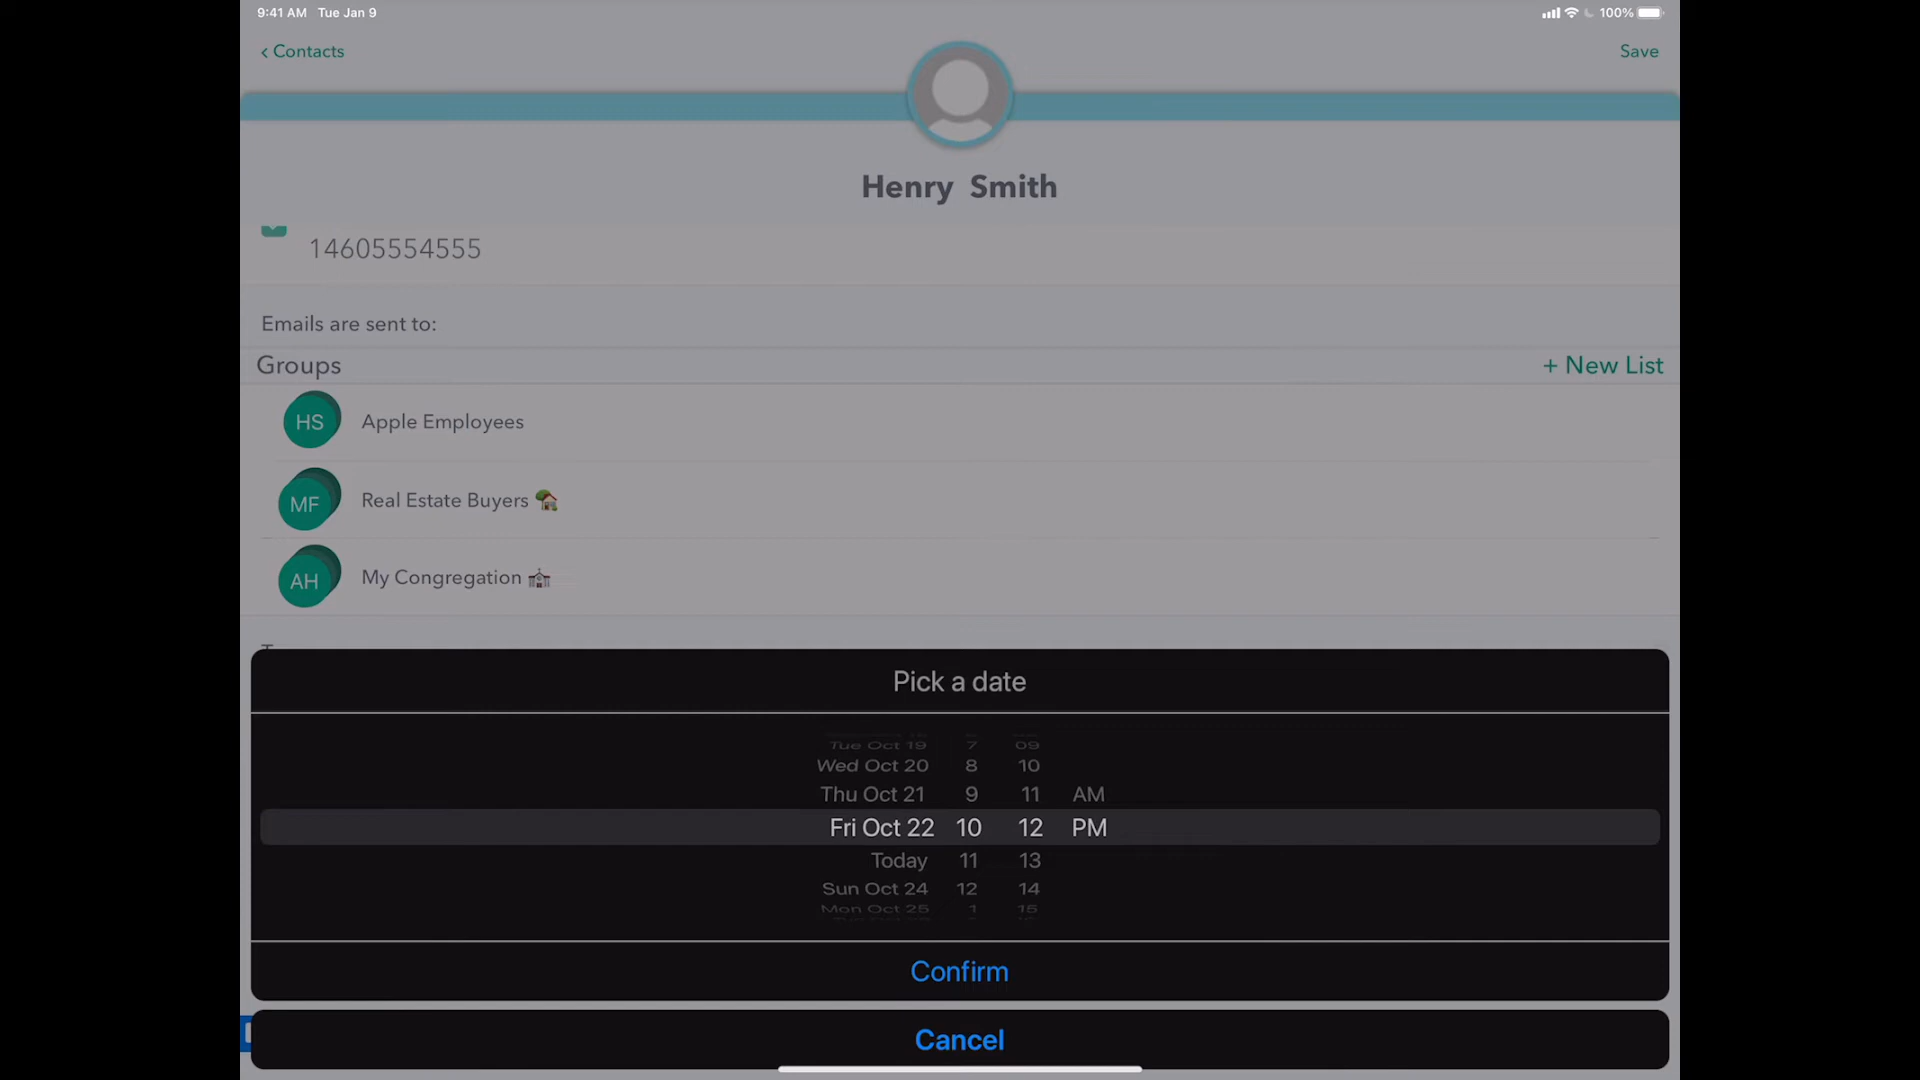 9:41 AM Tue Jan 9
100%
Contacts
Save
Henry Smith
14605554555
Emails are sent to:
Groups
+ New List
HS Apple Employees
MF Real Estate Buyers
AH My Congregation
Pick a date
Tue Oct 19 7 09
Wed Oct 20 8 10
Thu Oct 21 9 11 AM
Fri Oct 22 10 12 PM
Today 11 13
Sun Oct 24 12 14
Mon Oct 25 1 15
Confirm
Cancel